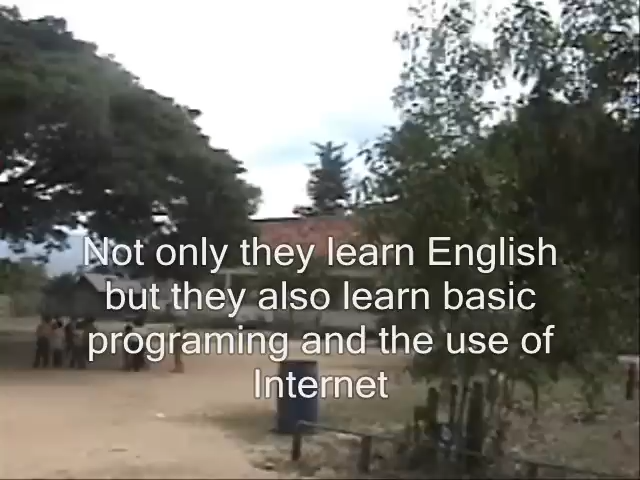 Not only they learn English
but they also learn basic
programing and the use of
Internet